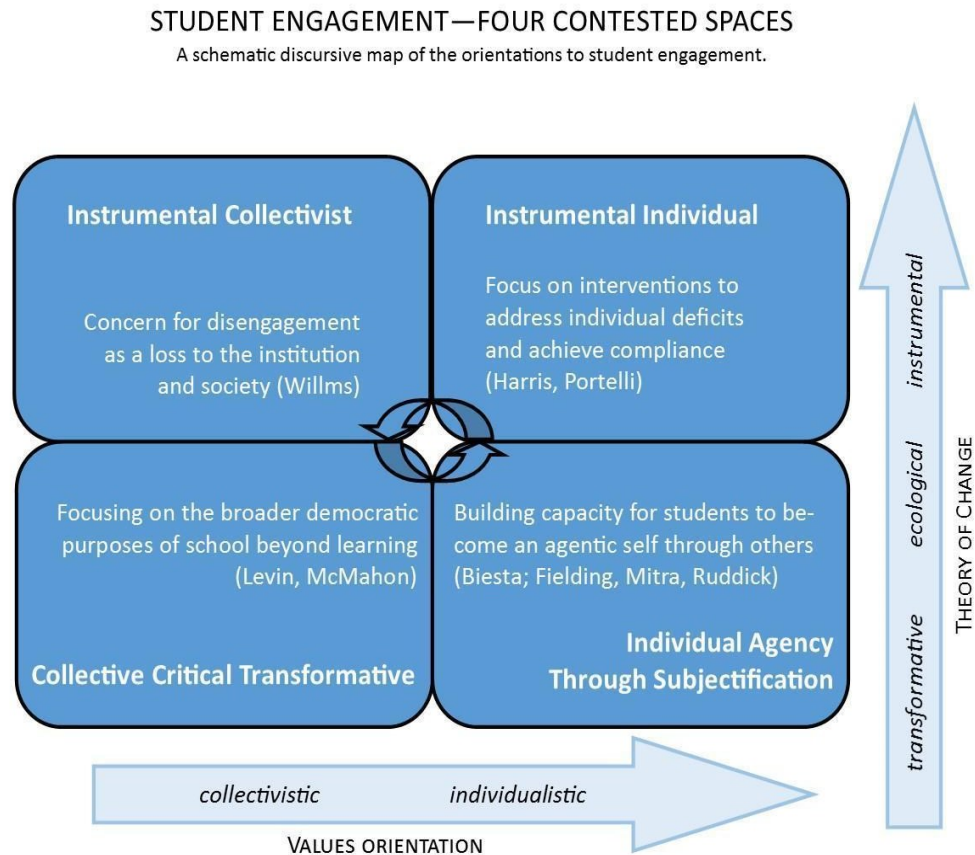 STUDENT ENGAGEMENT—FOUR CONTESTED SPACES
A schematic discursive map of the orientations to student engagement.
Instrumental Collectivist
Concern for disengagement
as a loss to the institution
and society (Willms)
Instrumental Individual
Focus on interventions to
address individual deficits
and achieve compliance
(Harris, Portelli)
Focusing on the broader democratic
purposes of school beyond learning
(Levin, McMahon)
Collective Critical Transformative
Building capacity for students to be-
come an agentic self through others
(Biesta; Fielding, Mitra, Ruddick)
Individual Agency
Through Subjectification
instrumental
ecological
transformative
THEORY OF CHANGE
collectivistic
individualistic
VALUES ORIENTATION